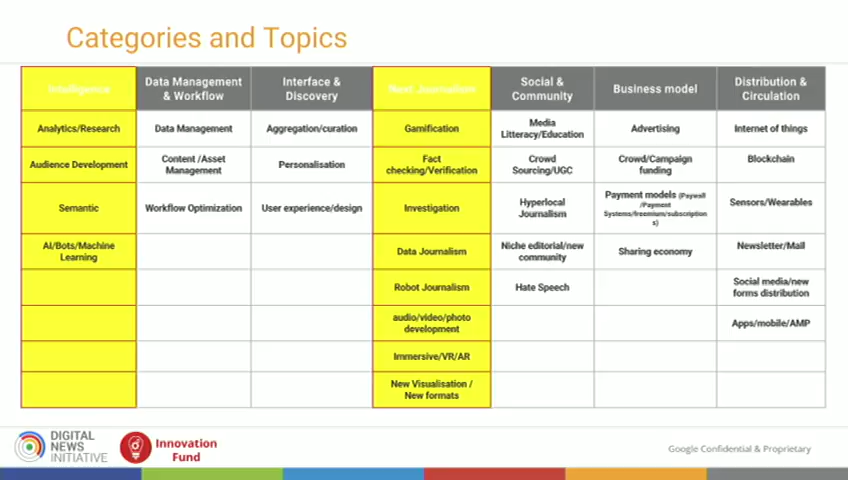 Categories and Topics
Intelligence
Data Management
& Workflow
Interface &
Discovery
Next Journalism
Social &
Community
Business model
Distribution &
Circulation
Analytics/Research
Data Management
Aggregation/curation
Gamification
Media
Litteracy/Education
Advertising
Internet of things
Audience Development
Content /Asset
Management
Personalisation
Fact
checking/Verification
Crowd
Sourcing/UGC
Crowd/Campaign
funding
Blockchain
Semantic
Workflow Optimization
User experience/design
Investigation
Hyperlocal
Journalism
Payment models (Paywall
/Payment
Systems/freemium/subscription
s)
Sensors/Wearables
AI/Bots/Machine
Learning
Data Journalism
Niche editorial/new
community
Sharing economy
Newsletter/Mail
Robot Journalism
Hate Speech
Social media/new
forms distribution
audio/video/photo
development
Apps/mobile/AMP
Immersive/VR/AR
New Visualisation /
New formats
DIGITAL
NEWS
INITIATIVE
Innovation
Fund
Google Confidential & Proprietary